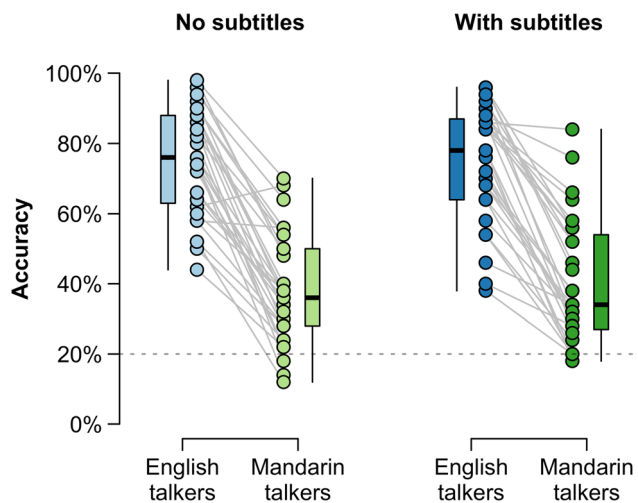 No subtitles
With subtitles
Accuracy
100%
80%
60%
40%
20%
0%
English
talkers
Mandarin
talkers
English
talkers
Mandarin
talkers